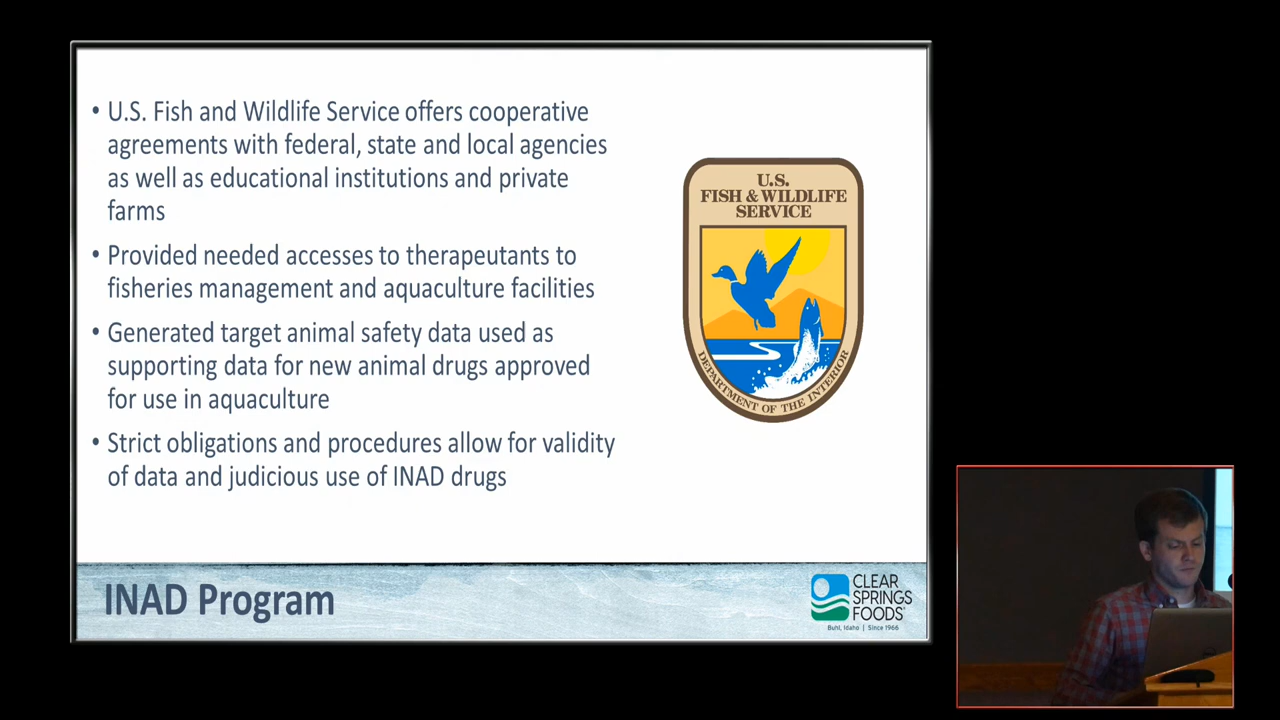 • U.S. Fish and Wildlife Service offers cooperative
agreements with federal, state and local agencies
as well as educational institutions and private
farms
• Provided needed accesses to therapeutants to
fisheries management and aquaculture facilities
• Generated target animal safety data used as
supporting data for new animal drugs approved
for use in aquaculture
• Strict obligations and procedures allow for validity
of data and judicious use of INAD drugs
U.S.
FISH & WILDLIFE
SERVICE
DEPARTMENT OF THE INTERIOR
INAD Program
CLEAR
SPRINGS
FOODS®
Buhl, Idaho | Since 1966